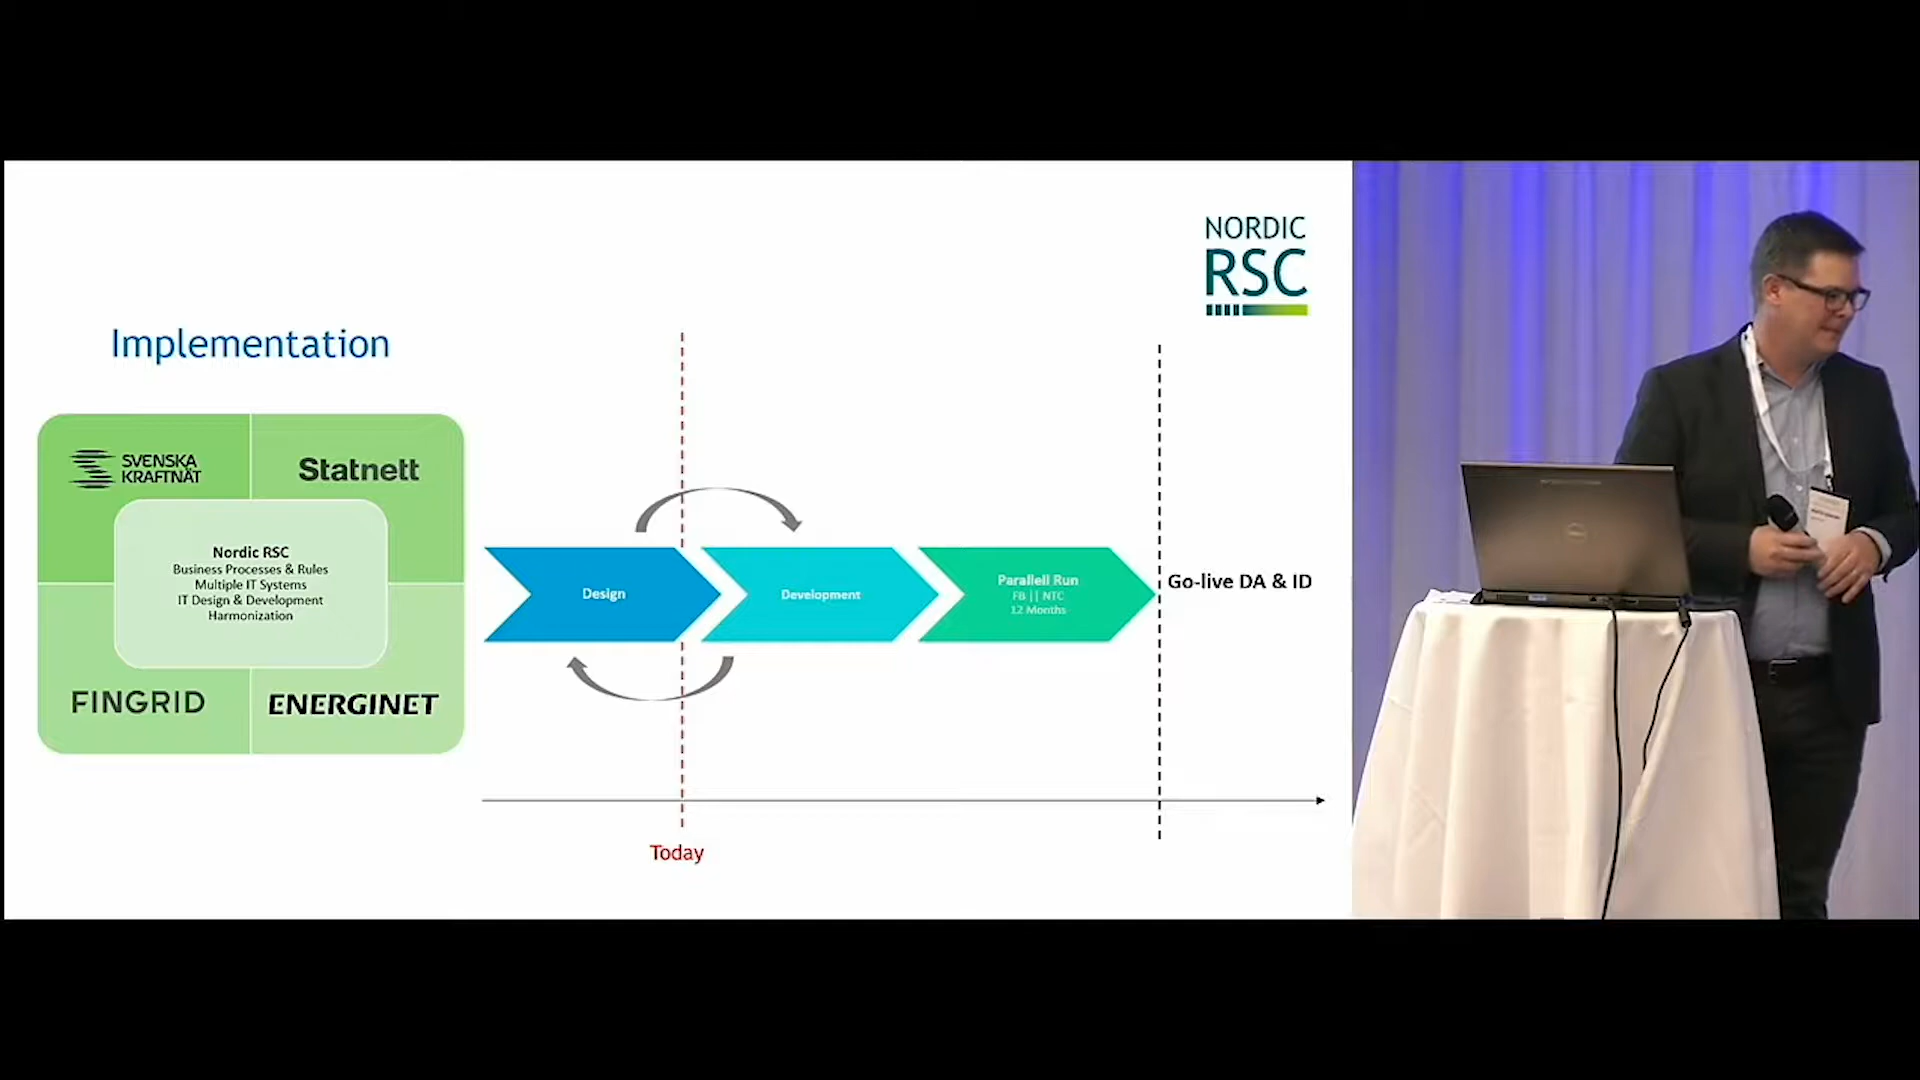 NORDIC
RSC
Implementation
SVENSKA
KRAFTNÄT
Statnett
Nordic RSC
Business Processes & Rules
Multiple IT Systems
IT Design & Development
Harmonization
FINGRID
ENERGINET
Design
Development
Parallell Run
FB || NTC
12 Months
Go-live DA & ID
Today